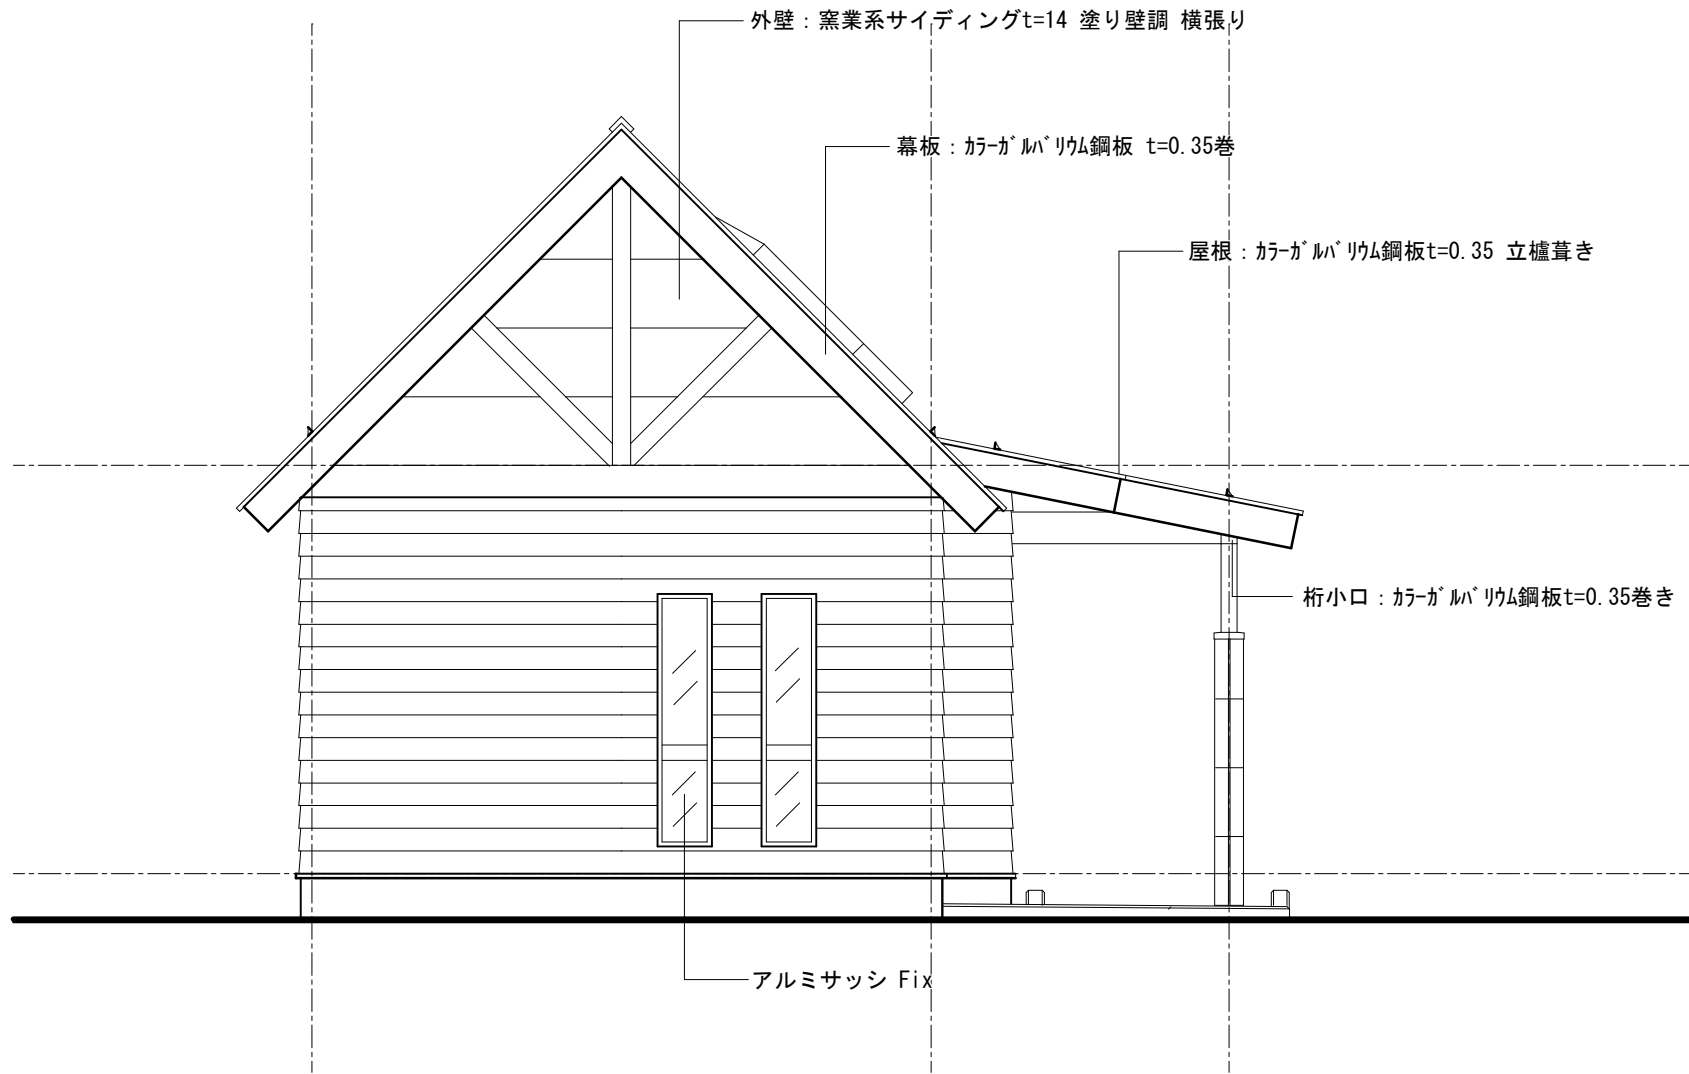 外壁：窯業系サイディングt=14 塗り壁調 横張り
幕板：ｶﾗｰｶﾞﾙﾊﾞﾘｳﾑ鋼板 t=0.35巻
屋根：ｶﾗｰｶﾞﾙﾊﾞﾘｳﾑ鋼板t=0.35 立櫨葺き
桁小口：ｶﾗｰｶﾞﾙﾊﾞﾘｳﾑ鋼板t=0.35巻き
アルミサッシ Fix